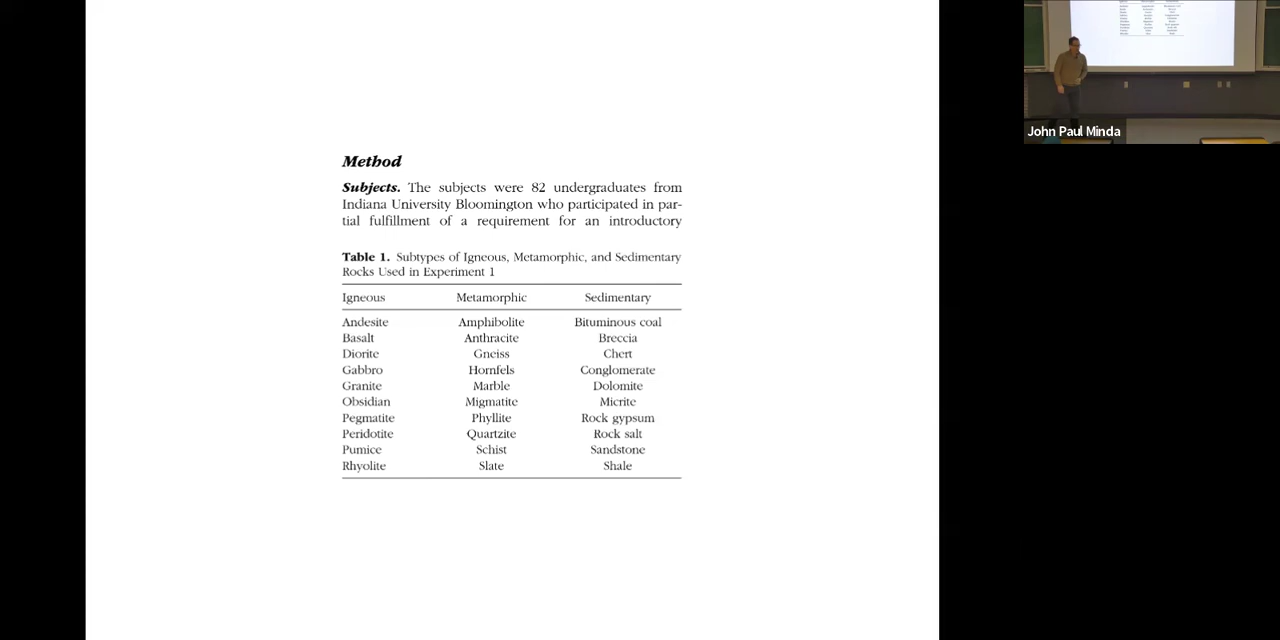 Method
Subjects. The subjects were 82 undergraduates from
Indiana University Bloomington who participated in par-
tial fulfillment of a requirement for an introductory
Table 1. Subtypes of Igneous, Metamorphic, and Sedimentary
Rocks Used in Experiment 1
Igneous Metamorphic Sedimentary
Andesite Amphibolite Bituminous coal
Basalt Anthracite Breccia
Diorite Gneiss Chert
Gabbro Hornfels Conglomerate
Granite Marble Dolomite
Obsidian Migmatite Micrite
Pegmatite Phyllite Rock gypsum
Peridotite Quartzite Rock salt
Pumice Schist Sandstone
Rhyolite Slate Shale
John Paul Minda